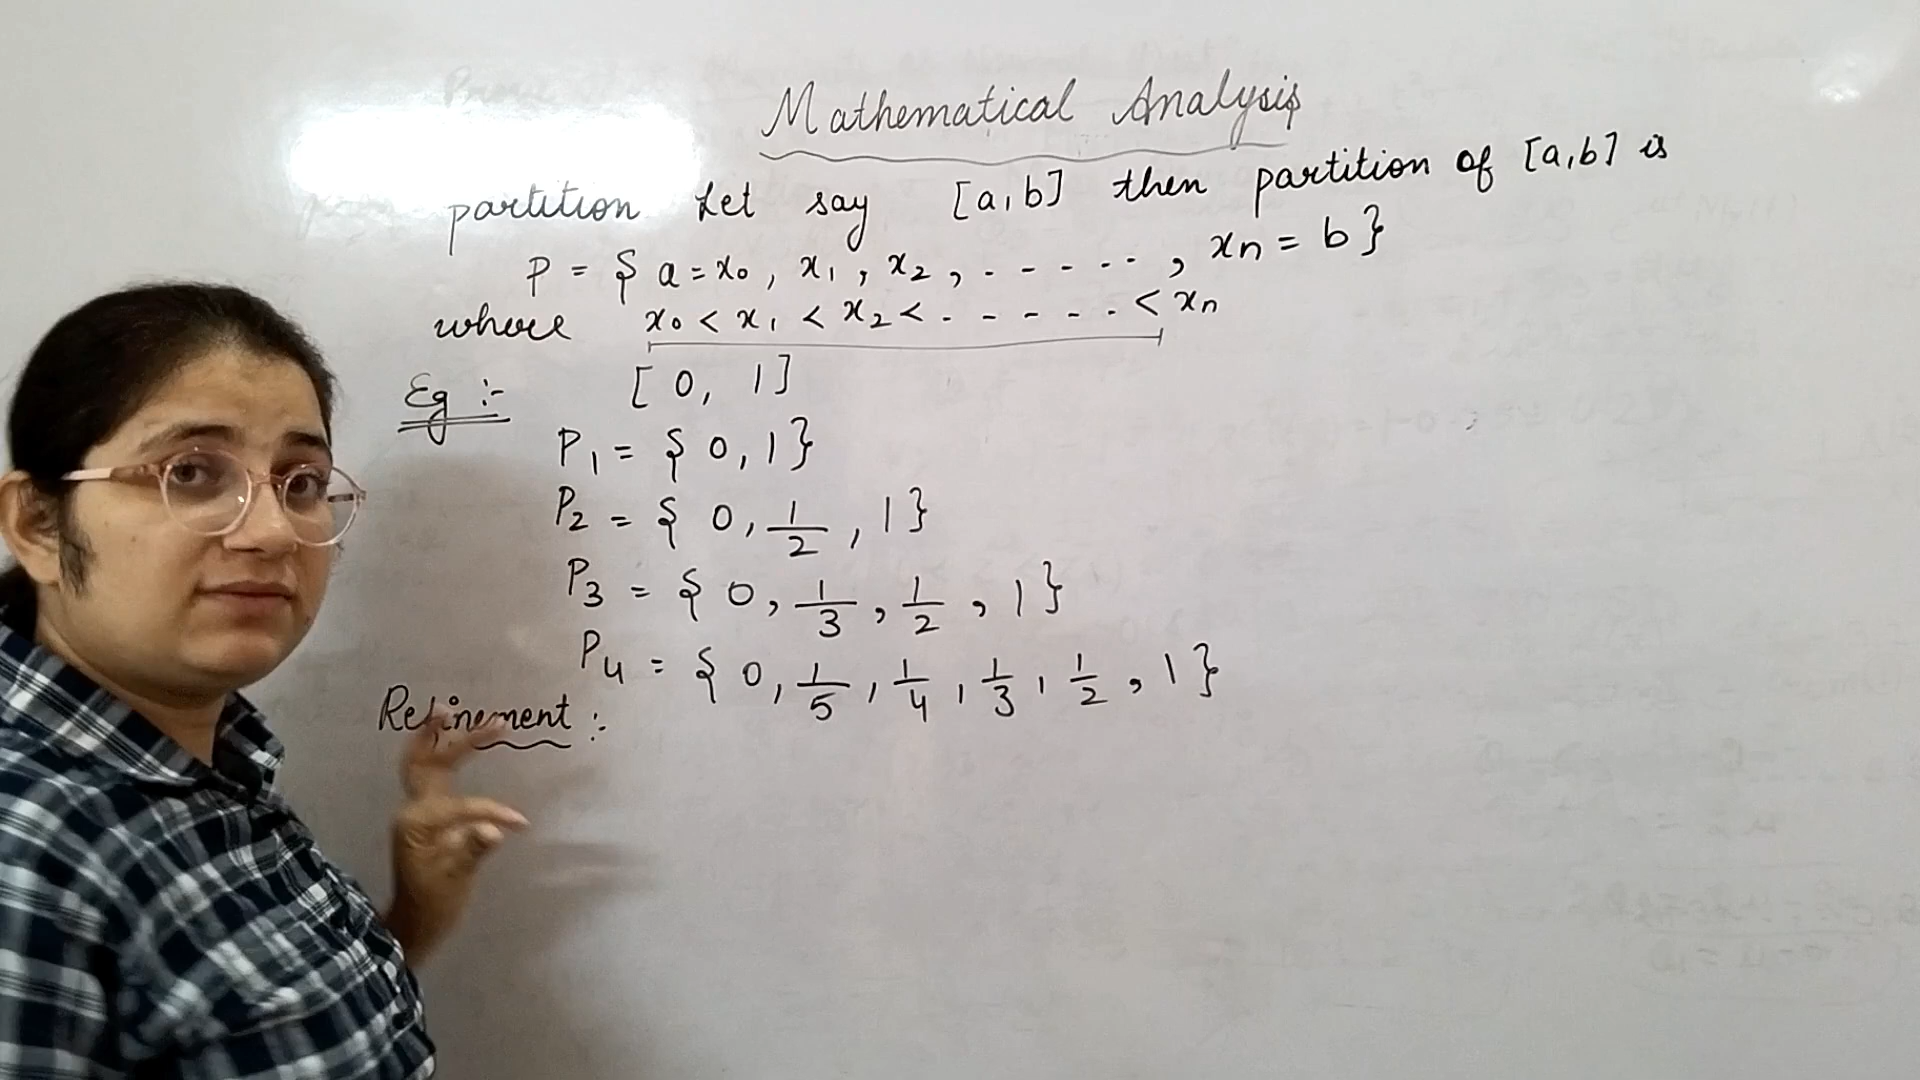 Mathematical Analysis
partition Let say [a,b] then partition of [a,b] is
P = { a = x₀, x₁, x₂, - - - - - -, xₙ = b }
where x₀ < x₁ < x₂ < - - - - - - < xₙ
Eg :- [0, 1]
P₁ = { 0, 1 }
P₂ = { 0, 1/2, 1 }
P₃ = { 0, 1/3, 1/2, 1 }
P₄ = { 0, 1/5, 1/4, 1/3, 1/2, 1 }
Refinement :-